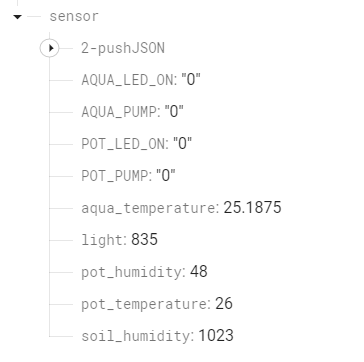 sensor
2-pushJSON
AQUA_LED_ON: "0"
AQUA_PUMP: "0"
POT_LED_ON: "0"
POT_PUMP: "0"
aqua_temperature: 25.1875
light: 835
pot_humidity: 48
pot_temperature: 26
soil_humidity: 1023